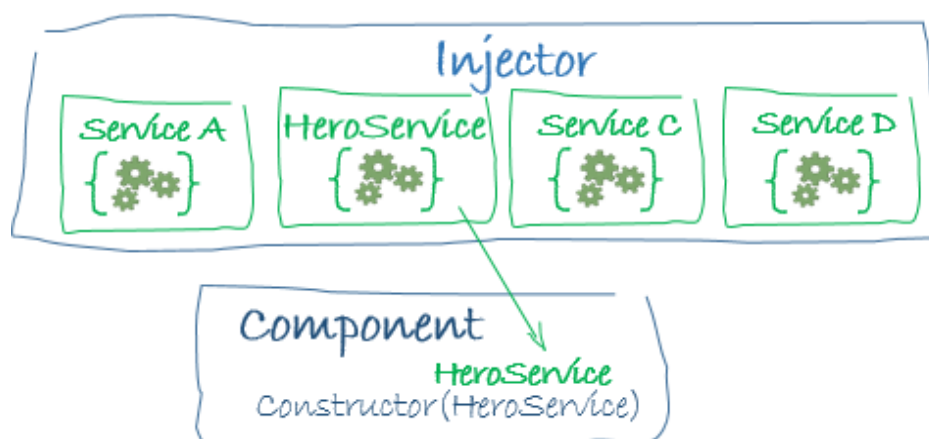 Injector
Service A
HeroService
Service C
Service D
{ }
{ }
{ }
{ }
Component
HeroService
Constructor(HeroService)